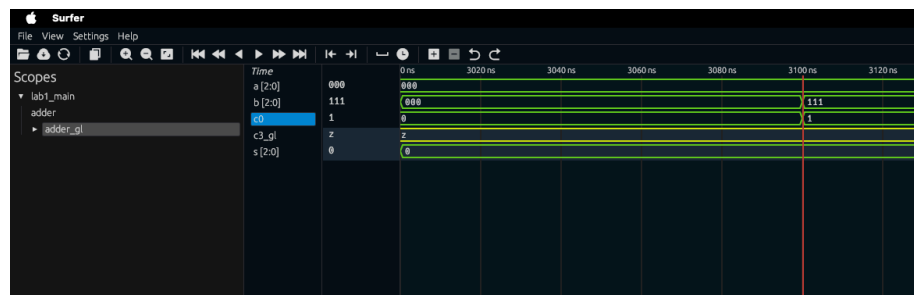 Surfer
File View Settings Help
Scopes
lab1_main
adder
adder_gl
Time
a [2:0]
b [2:0]
c0
c3_gl
s [2:0]
000
111
1
z
0
0 ns 3020 ns 3040 ns 3060 ns 3080 ns 3100 ns 3120 ns
000
000 111
0 1
z
0